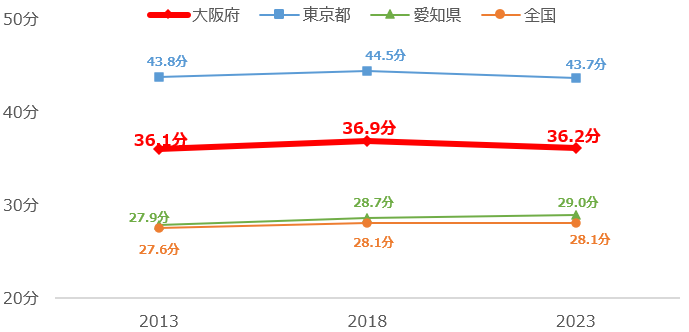 50分
大阪府 東京都 愛知県 全国
43.8分 44.5分 43.7分
40分
36.1分 36.9分 36.2分
30分
27.9分 28.7分 29.0分
27.6分 28.1分 28.1分
20分
2013 2018 2023